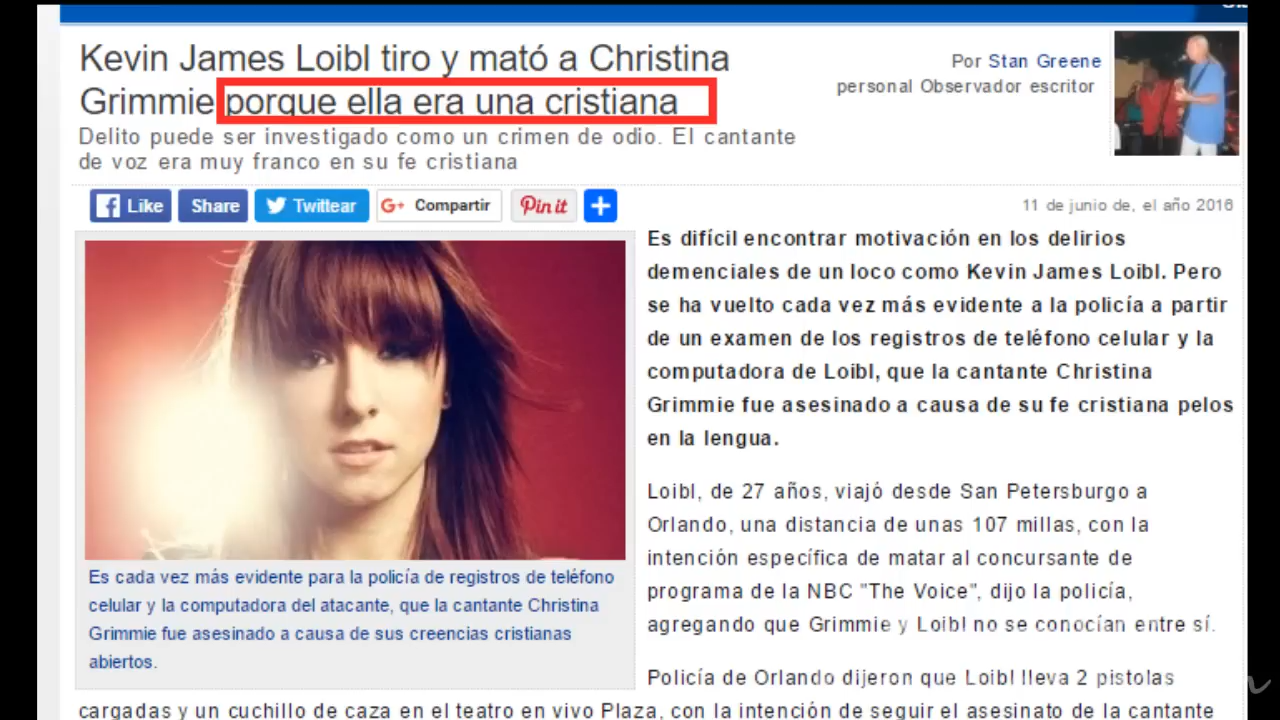 Kevin James Loibl tiro y mató a Christina
Grimmie porque ella era una cristiana
Delito puede ser investigado como un crimen de odio. El cantante
de voz era muy franco en su fe cristiana
Por Stan Greene
personal Observador escritor
Like Share Twittear G+ Compartir Pin it +
11 de junio de, el año 2016
Es cada vez más evidente para la policía de registros de teléfono
celular y la computadora del atacante, que la cantante Christina
Grimmie fue asesinado a causa de sus creencias cristianas
abiertos.
Es difícil encontrar motivación en los delirios
demenciales de un loco como Kevin James Loibl. Pero
se ha vuelto cada vez más evidente a la policía a partir
de un examen de los registros de teléfono celular y la
computadora de Loibl, que la cantante Christina
Grimmie fue asesinado a causa de su fe cristiana pelos
en la lengua.
Loibl, de 27 años, viajó desde San Petersburgo a
Orlando, una distancia de unas 107 millas, con la
intención específica de matar al concursante de
programa de la NBC "The Voice", dijo la policía,
agregando que Grimmie y Loibl no se conocían entre sí.
Policía de Orlando dijeron que Loibl lleva 2 pistolas
cargadas y un cuchillo de caza en el teatro en vivo Plaza, con la intención de seguir el asesinato de la cantante